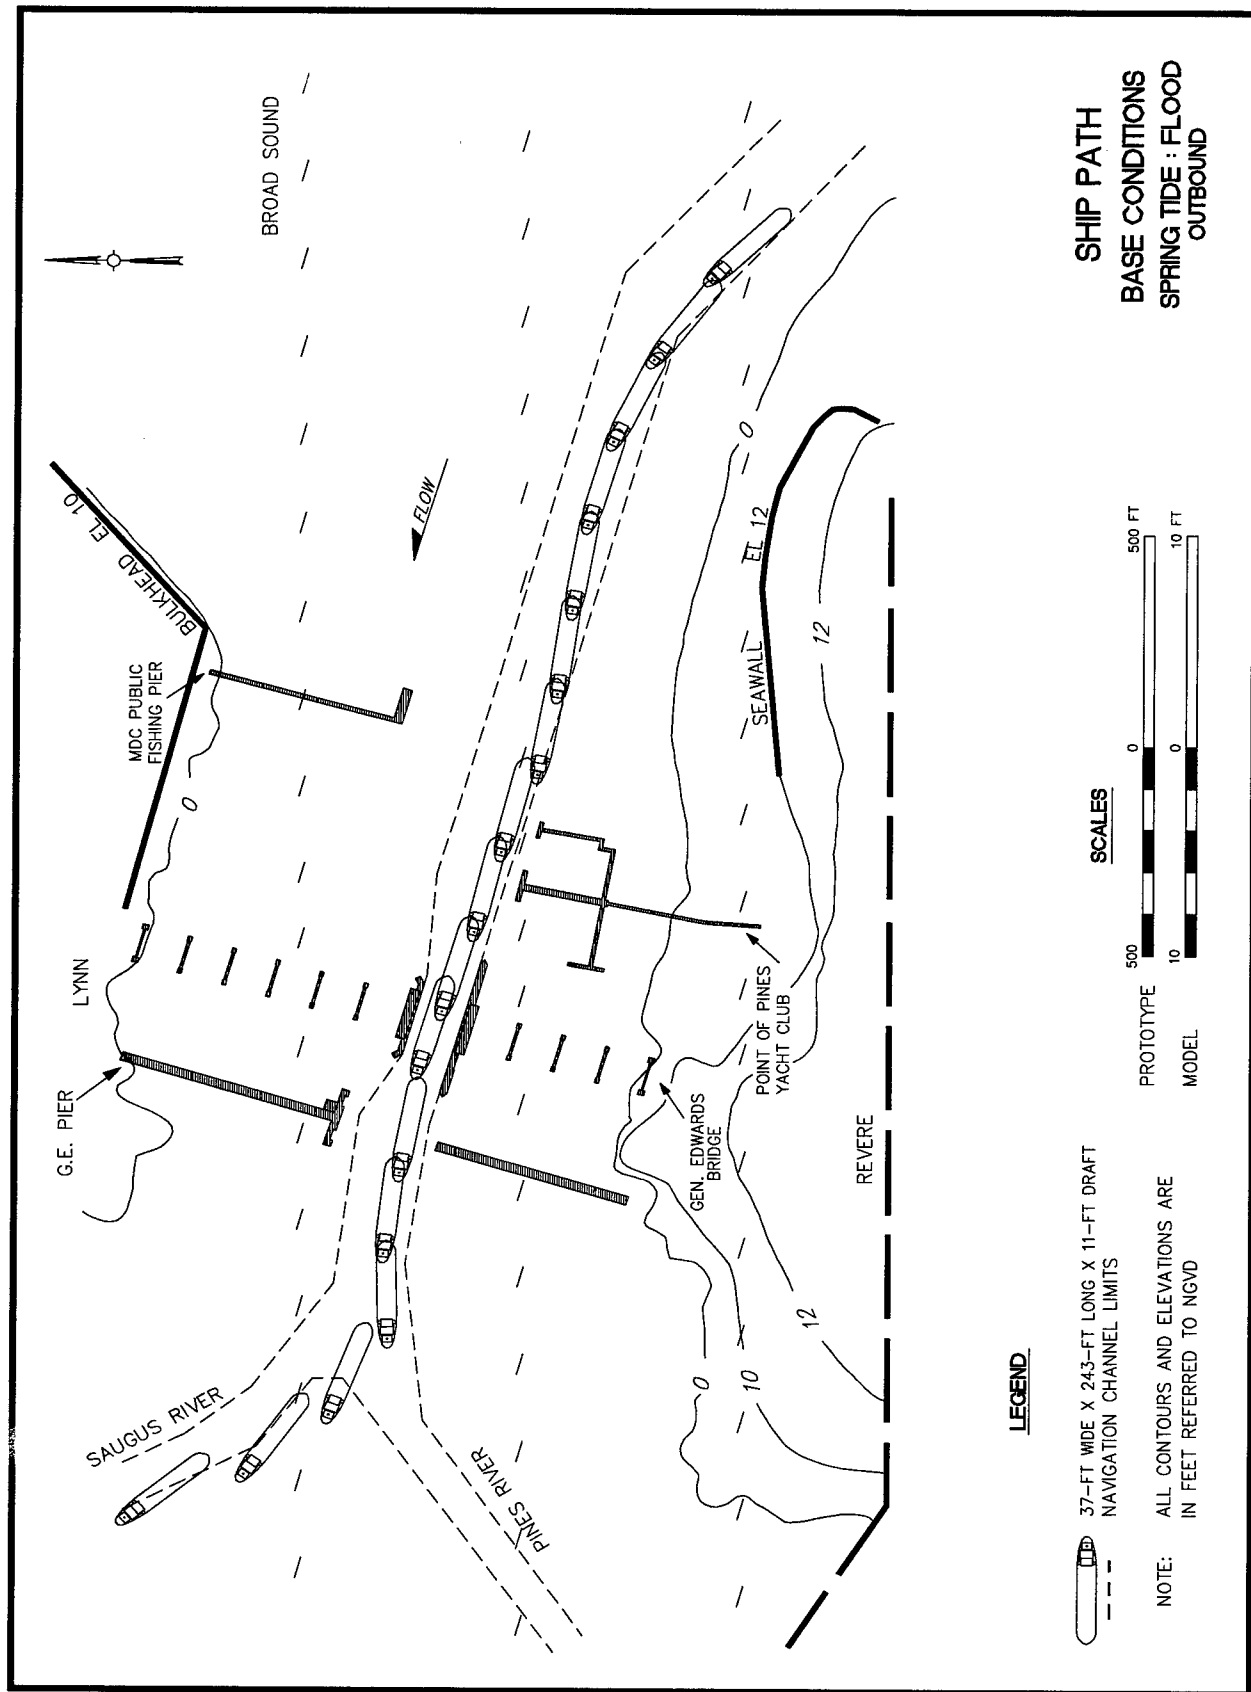 BROAD SOUND
BULKHEAD EL 10
MDC PUBLIC
FISHING PIER
0
FLOW
LYNN
G.E. PIER
SAUGUS RIVER
PINES RIVER
0
SEAWALL EL 12
12
POINT OF PINES
YACHT CLUB
GEN. EDWARDS
BRIDGE
REVERE
0
10
12
SHIP PATH
BASE CONDITIONS
SPRING TIDE : FLOOD
OUTBOUND
SCALES
PROTOTYPE 500 0 500 FT
MODEL 10 0 10 FT
LEGEND
37-FT WIDE X 243-FT LONG X 11-FT DRAFT
NAVIGATION CHANNEL LIMITS
NOTE: ALL CONTOURS AND ELEVATIONS ARE
IN FEET REFERRED TO NGVD